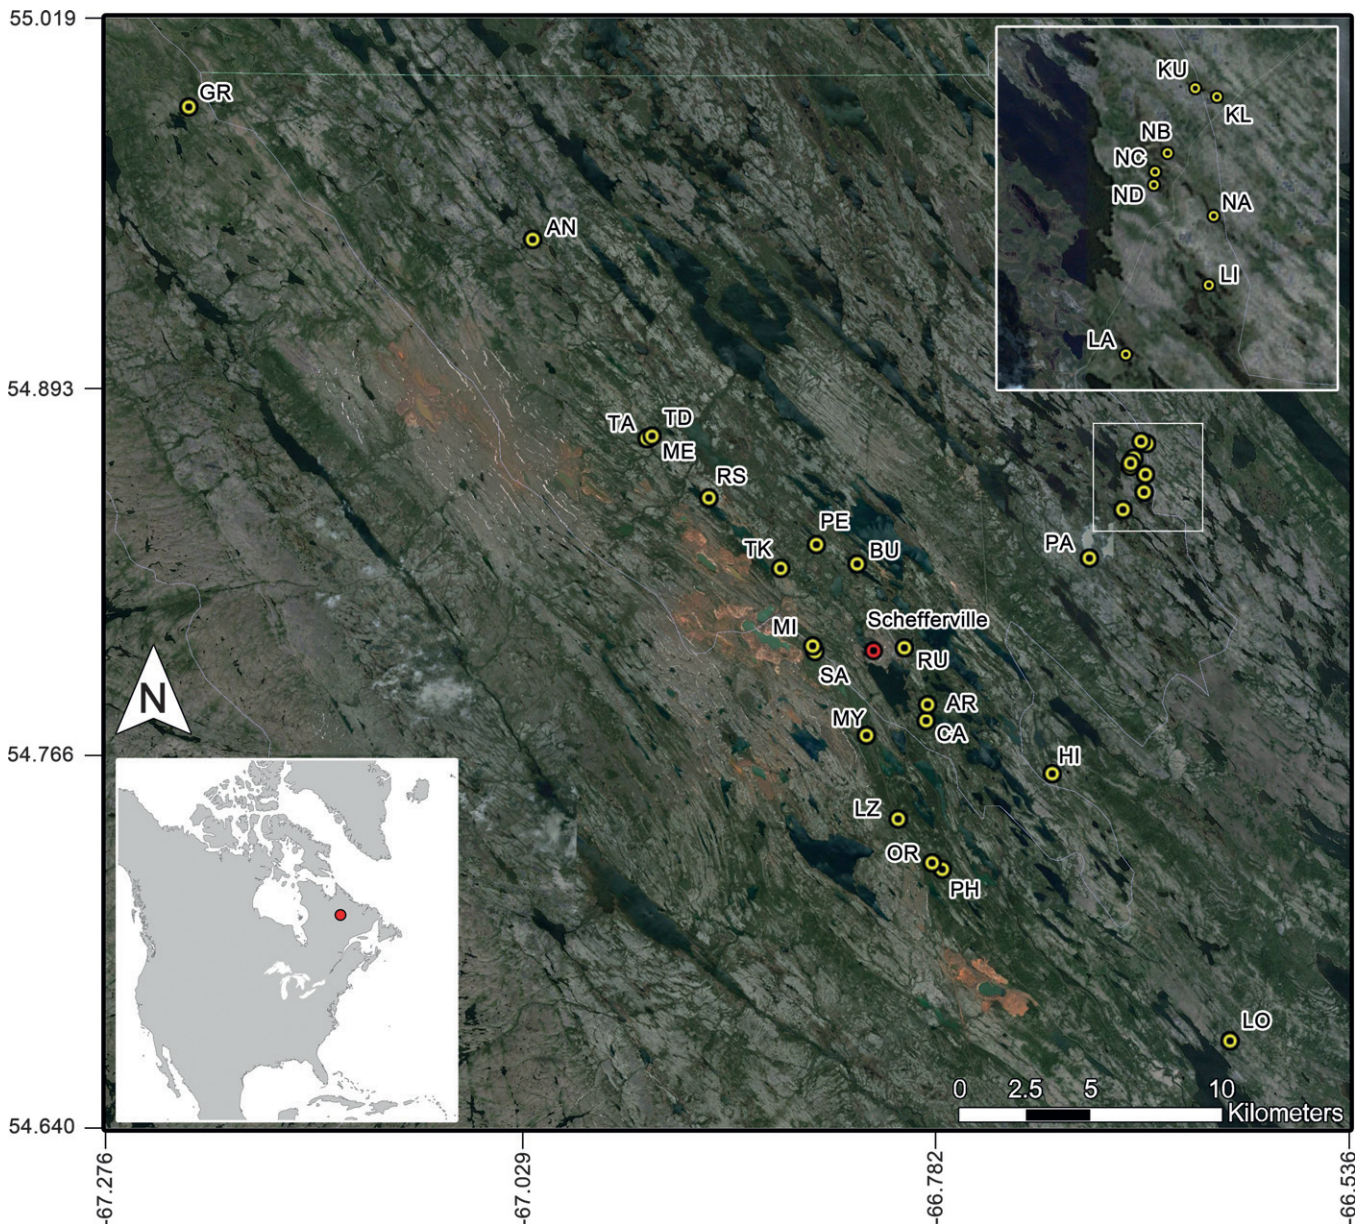 55.019
KU
KL
GR
NB
NC
ND
NA
AN
LI
LA
54.893
TA
TD
ME
RS
PE
TK
BU
PA
Schefferville
MI
RU
SA
AR
MY
CA
54.766
HI
LZ
OR
PH
LO
N
0 2.5 5 10
Kilometers
54.640
-67.276
-67.029
-66.782
-66.536